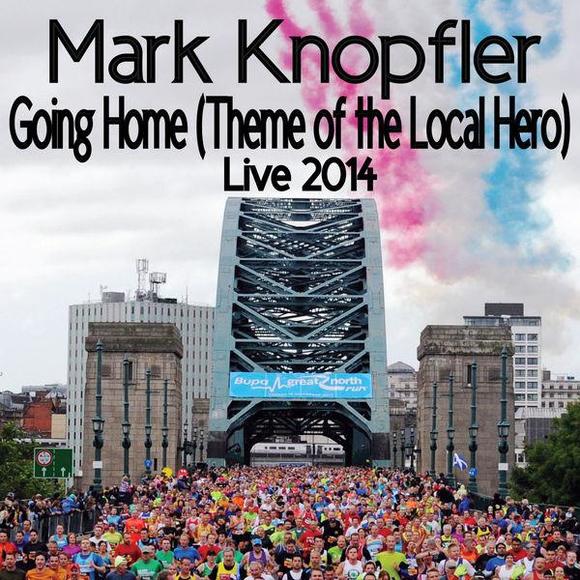 Mark Knopfler
Going Home (Theme of the Local Hero)
Live 2014
Bupa great north run